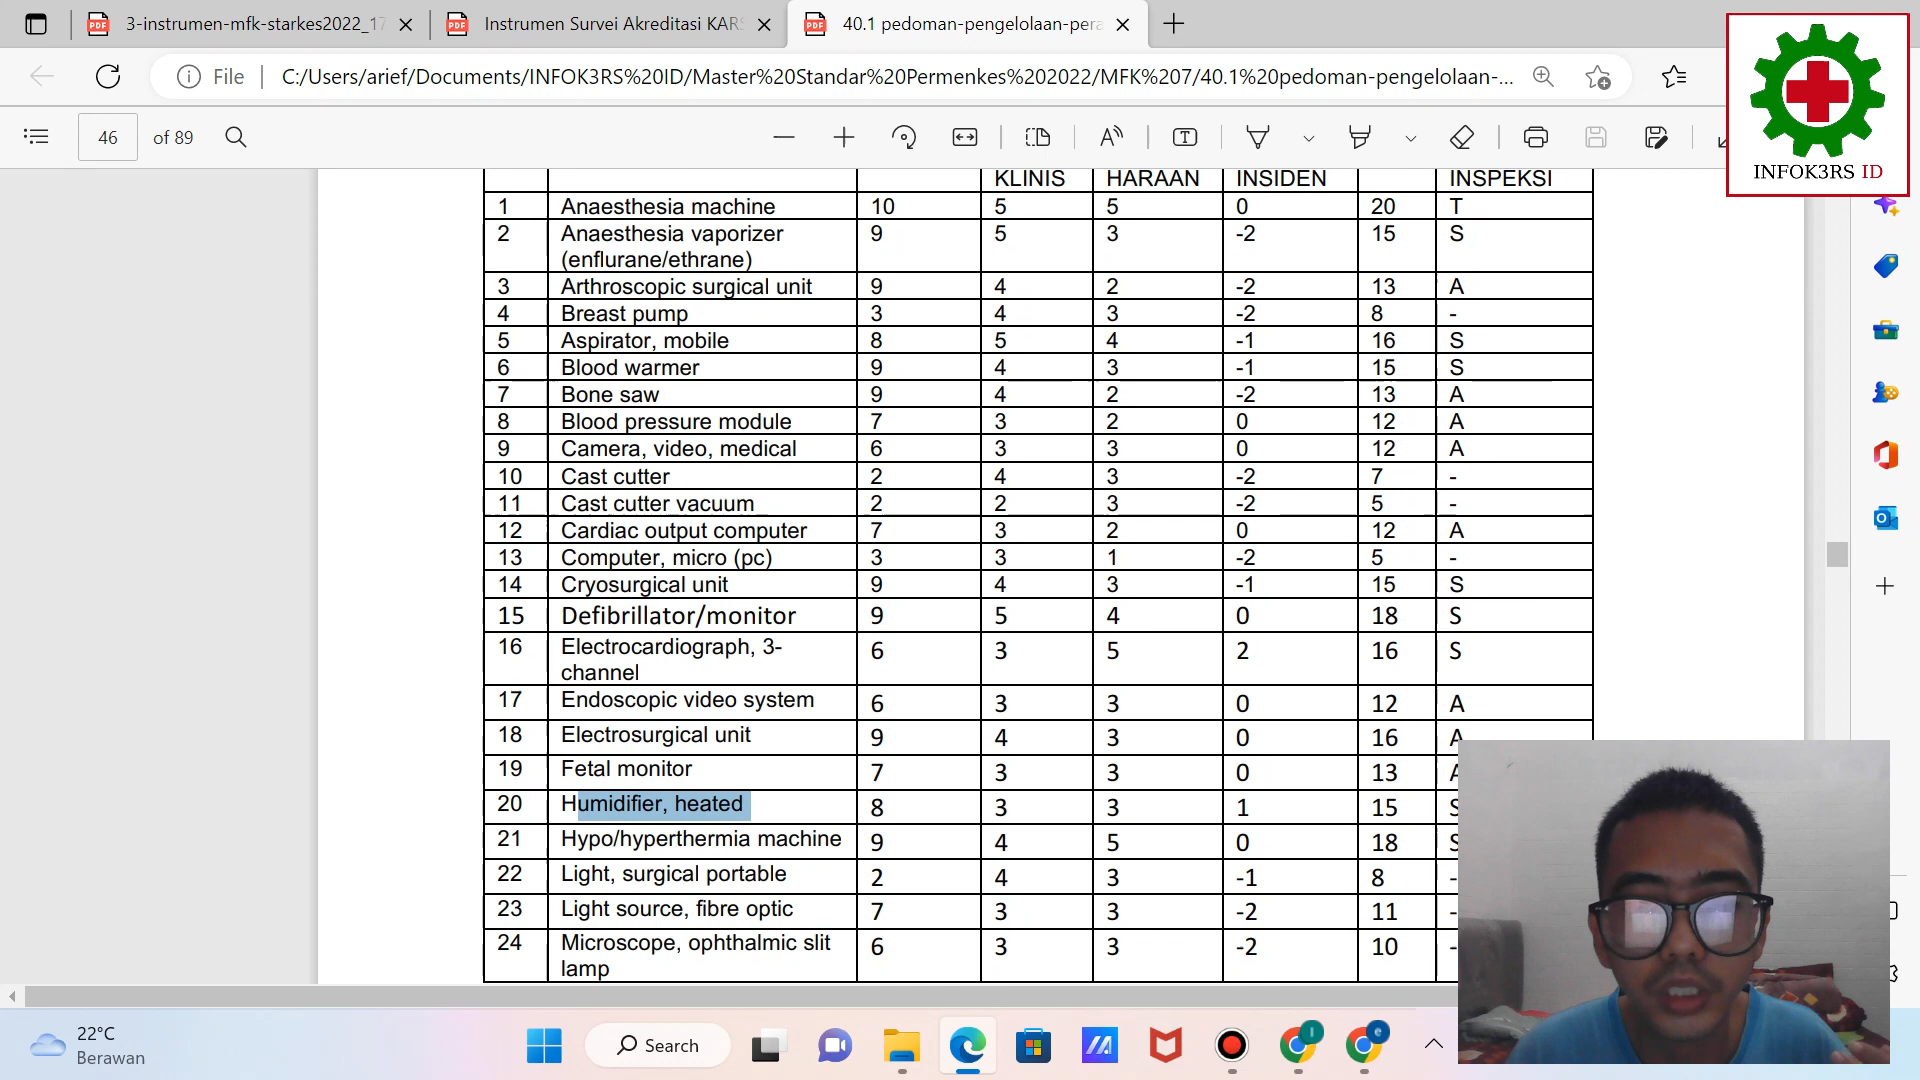 3-instrumen-mfk-starkes2022_17
Instrumen Survei Akreditasi KARS
40.1 pedoman-pengelolaan-pera
File
C:/Users/arief/Documents/INFOK3RS%20ID/Master%20Standar%20Permenkes%202022/MFK%207/40.1%20pedoman-pengelolaan-...
46 of 89
INFOK3RS ID
KLINIS HARAAN INSIDEN INSPEKSI
1 Anaesthesia machine 10 5 5 0 20 T
2 Anaesthesia vaporizer 9 5 3 -2 15 S
(enflurane/ethrane)
3 Arthroscopic surgical unit 9 4 2 -2 13 A
4 Breast pump 3 4 3 -2 8 -
5 Aspirator, mobile 8 5 4 -1 16 S
6 Blood warmer 9 4 3 -1 15 S
7 Bone saw 9 4 2 -2 13 A
8 Blood pressure module 7 3 2 0 12 A
9 Camera, video, medical 6 3 3 0 12 A
10 Cast cutter 2 4 3 -2 7 -
11 Cast cutter vacuum 2 2 3 -2 5 -
12 Cardiac output computer 7 3 2 0 12 A
13 Computer, micro (pc) 3 3 1 -2 5 -
14 Cryosurgical unit 9 4 3 -1 15 S
15 Defibrillator/monitor 9 5 4 0 18 S
16 Electrocardiograph, 3- 6 3 5 2 16 S
channel
17 Endoscopic video system 6 3 3 0 12 A
18 Electrosurgical unit 9 4 3 0 16 A
19 Fetal monitor 7 3 3 0 13 A
20 Humidifier, heated 8 3 3 1 15 S
21 Hypo/hyperthermia machine 9 4 5 0 18 S
22 Light, surgical portable 2 4 3 -1 8 -
23 Light source, fibre optic 7 3 3 -2 11 -
24 Microscope, ophthalmic slit 6 3 3 -2 10 -
lamp
22°C
Berawan
Search